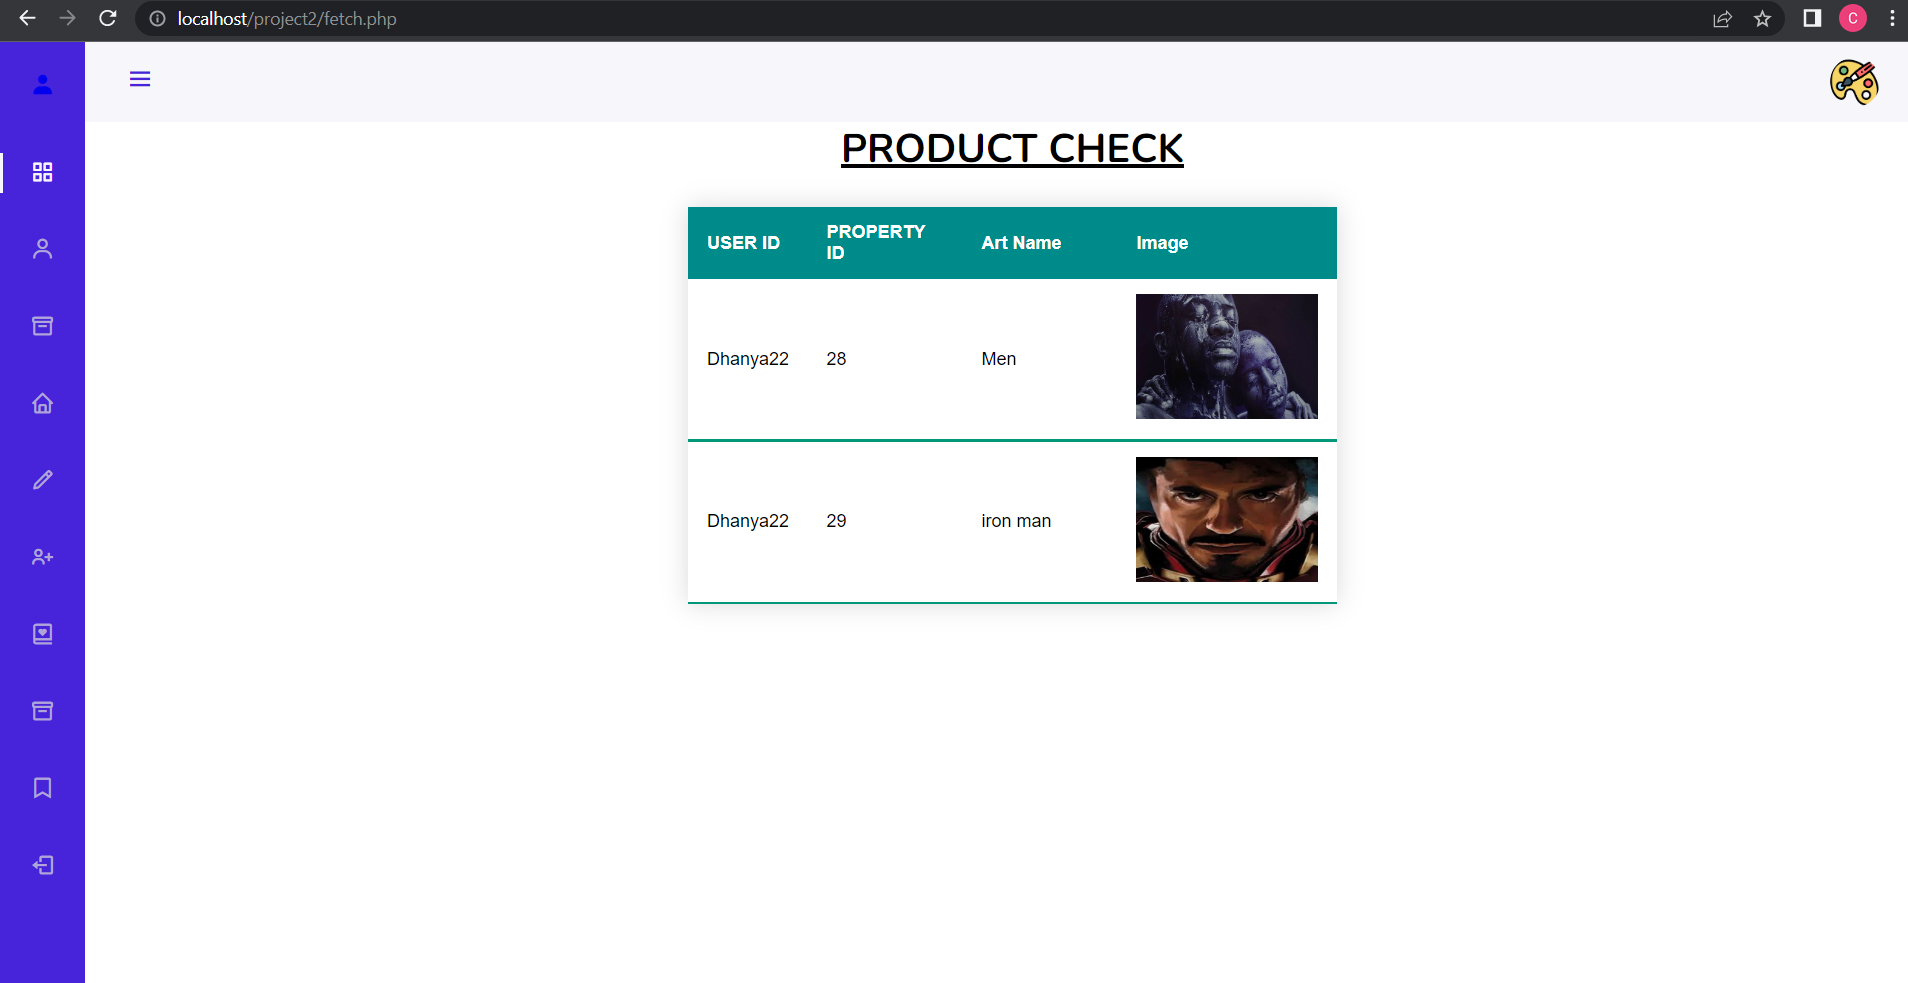 localhost/project2/fetch.php
C
PRODUCT CHECK
USER ID
PROPERTY
ID
Art Name
Image
Dhanya22
28
Men
Dhanya22
29
iron man